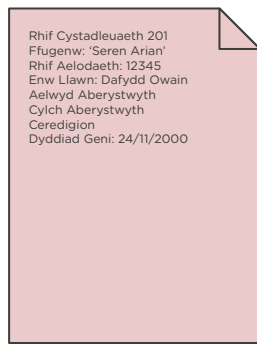 Rhif Cystadleuaeth 201
Ffugenw: ‘Seren Arian’
Rhif Aelodaeth: 12345
Enw Llawn: Dafydd Owain
Aelwyd Aberystwyth
Cylch Aberystwyth
Ceredigion
Dyddiad Geni: 24/11/2000